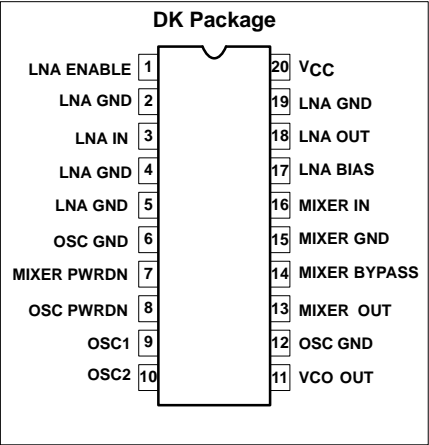 DK Package
LNA ENABLE 1 20 VCC
LNA GND 2 19 LNA GND
LNA IN 3 18 LNA OUT
LNA GND 4 17 LNA BIAS
LNA GND 5 16 MIXER IN
OSC GND 6 15 MIXER GND
MIXER PWRDN 7 14 MIXER BYPASS
OSC PWRDN 8 13 MIXER OUT
OSC1 9 12 OSC GND
OSC2 10 11 VCO OUT